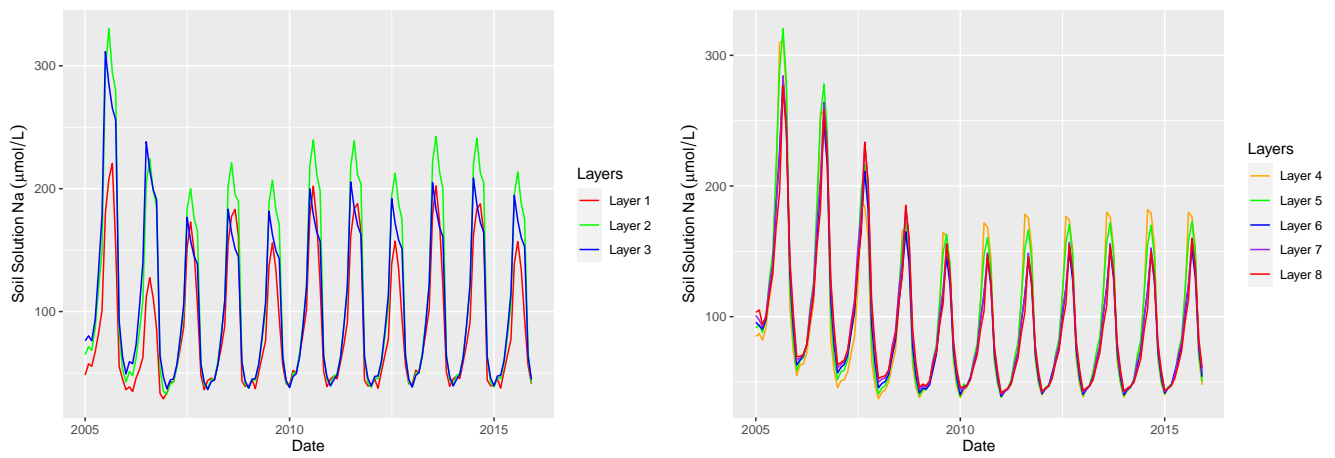 Soil Solution Na (μmol/L)
300
200
100
2005
2010
2015
Date
Layers
Layer 1
Layer 2
Layer 3
Soil Solution Na (μmol/L)
300
200
100
2005
2010
2015
Date
Layers
Layer 4
Layer 5
Layer 6
Layer 7
Layer 8